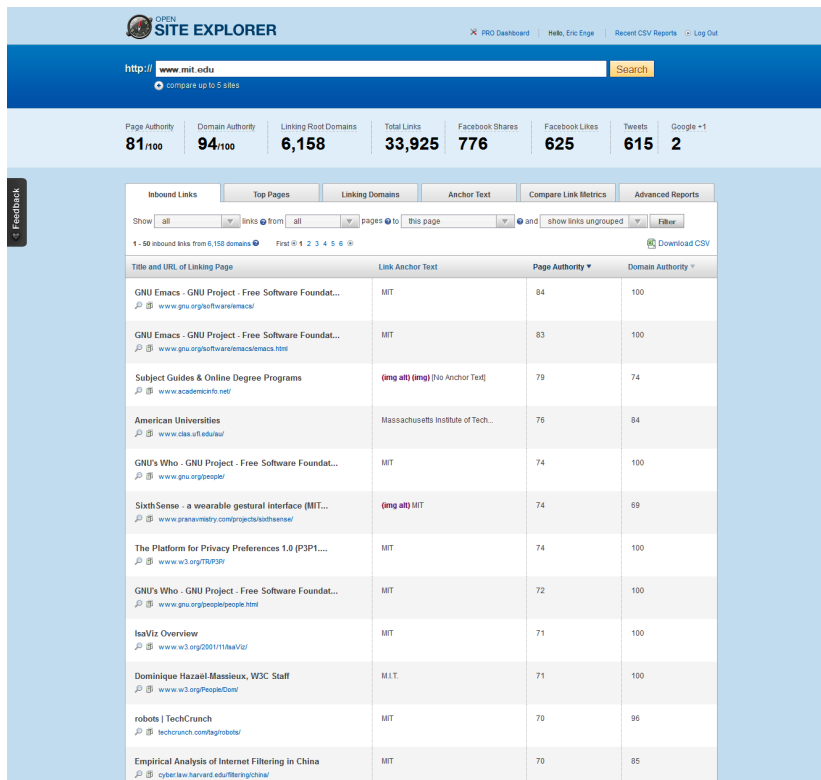 OPEN
SITE EXPLORER
PRO Dashboard Hello, Eric Enge Recent CSV Reports Log Out
http:// www.mit.edu Search
compare up to 5 sites
Page Authority Domain Authority Linking Root Domains Total Links Facebook Shares Facebook Likes Tweets Google +1
81/100 94/100 6,158 33,925 776 625 615 2
Feedback
Inbound Links Top Pages Linking Domains Anchor Text Compare Link Metrics Advanced Reports
Show all links from all pages to this page and show links ungrouped Filter
1 - 50 inbound links from 6,158 domains First 1 2 3 4 5 6 Download CSV
Title and URL of Linking Page Link Anchor Text Page Authority Domain Authority
GNU Emacs - GNU Project - Free Software Foundat... MIT 84 100
www.gnu.org/software/emacs/
GNU Emacs - GNU Project - Free Software Foundat... MIT 83 100
www.gnu.org/software/emacs/emacs.html
Subject Guides & Online Degree Programs (img alt) (img) [No Anchor Text] 79 74
www.academicinfo.net/
American Universities Massachusetts Institute of Tech... 76 84
www.clas.ufl.edu/au/
GNU's Who - GNU Project - Free Software Foundat... MIT 74 100
www.gnu.org/people/
SixthSense - a wearable gestural interface (MIT... (img alt) MIT 74 69
www.pranavmistry.com/projects/sixthsense/
The Platform for Privacy Preferences 1.0 (P3P1.... MIT 74 100
www.w3.org/TR/P3P/
GNU's Who - GNU Project - Free Software Foundat... MIT 72 100
www.gnu.org/people/people.html
IsaViz Overview MIT 71 100
www.w3.org/2001/11/IsaViz/
Dominique Hazaël-Massieux, W3C Staff M.I.T. 71 100
www.w3.org/People/Dom/
robots | TechCrunch MIT 70 96
techcrunch.com/tag/robots/
Empirical Analysis of Internet Filtering in China MIT 70 85
cyber.law.harvard.edu/filtering/china/